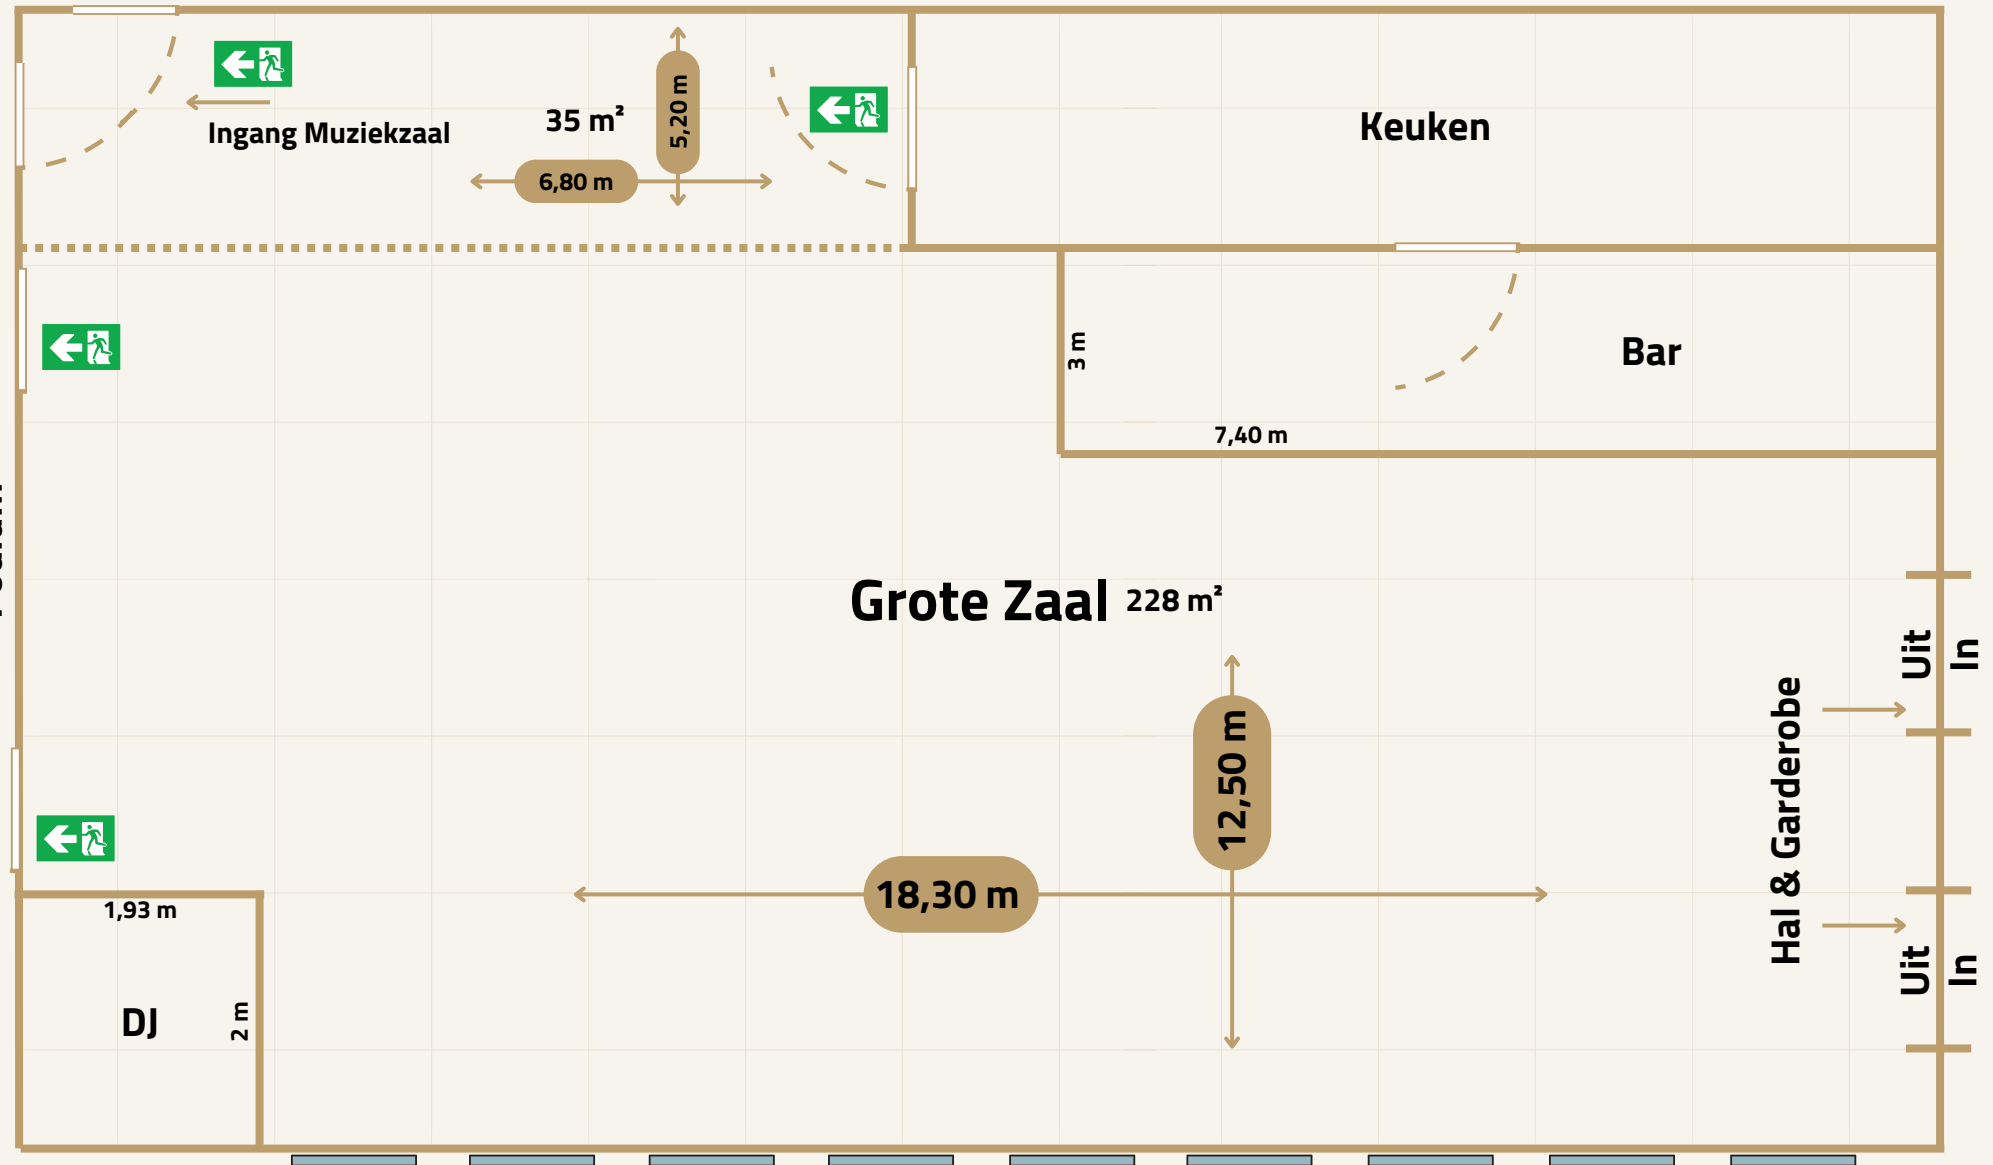 Ingang Muziekzaal
35 m²
5,20 m
6,80 m
Keuken
3 m
Bar
7,40 m
Grote Zaal 228 m²
12,50 m
18,30 m
Hal & Garderobe
Uit
In
Uit
In
1,93 m
DJ
2 m